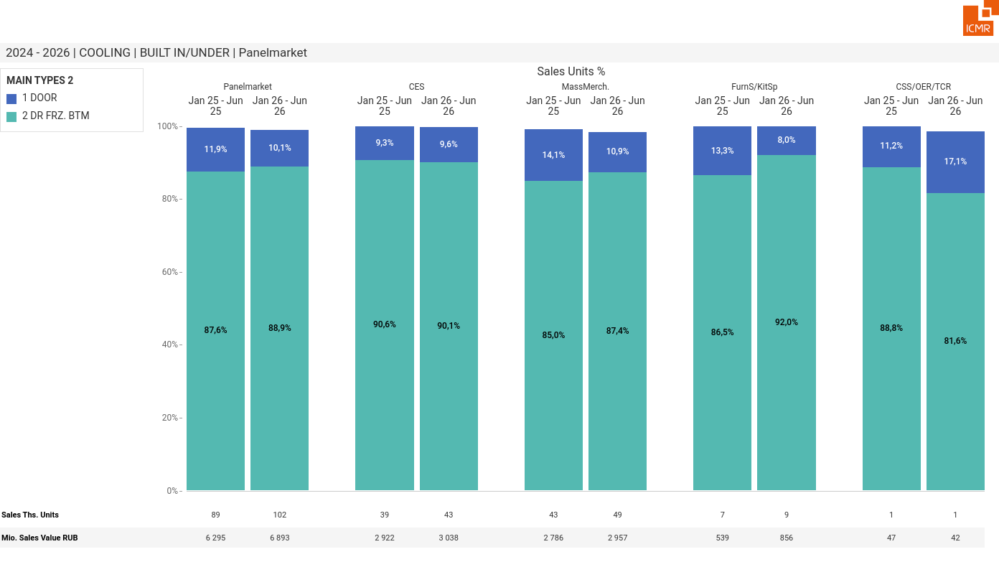 ICMR
2024 - 2026 | COOLING | BUILT IN/UNDER | Panelmarket
MAIN TYPES 2
1 DOOR
2 DR FRZ. BTM
Sales Units %
Panelmarket CES MassMerch. FurnS/KitSp CSS/OER/TCR
Jan 25 - Jun Jan 26 - Jun Jan 25 - Jun Jan 26 - Jun Jan 25 - Jun Jan 26 - Jun Jan 25 - Jun Jan 26 - Jun Jan 25 - Jun Jan 26 - Jun
25 26 25 26 25 26 25 26 25 26
100%
11,9% 10,1% 9,3% 9,6% 14,1% 10,9% 13,3% 8,0% 11,2% 17,1%
80%
60%
87,6% 88,9% 90,6% 90,1% 85,0% 87,4% 86,5% 92,0% 88,8% 81,6%
40%
20%
0%
Sales Ths. Units 89 102 39 43 43 49 7 9 1 1
Mio. Sales Value RUB 6 295 6 893 2 922 3 038 2 786 2 957 539 856 47 42